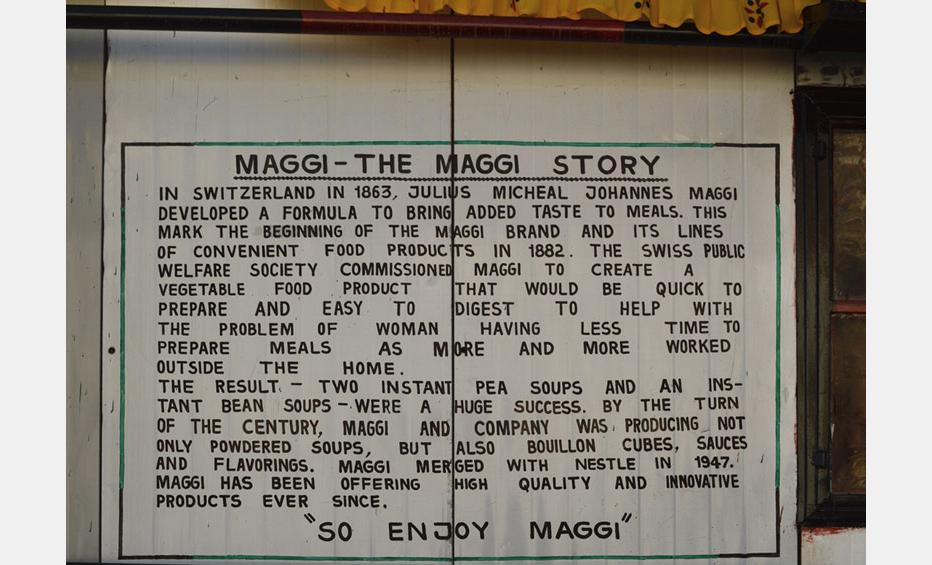 MAGGI - THE MAGGI STORY
IN SWITZERLAND IN 1863, JULIUS MICHEAL JOHANNES MAGGI
DEVELOPED A FORMULA TO BRING ADDED TASTE TO MEALS. THIS
MARK THE BEGINNING OF THE MAGGI BRAND AND ITS LINES
OF CONVENIENT FOOD PRODUCTS IN 1882. THE SWISS PUBLIC
WELFARE SOCIETY COMMISSIONED MAGGI TO CREATE A
VEGETABLE FOOD PRODUCT THAT WOULD BE QUICK TO
PREPARE AND EASY TO DIGEST TO HELP WITH
THE PROBLEM OF WOMAN HAVING LESS TIME TO
PREPARE MEALS AS MORE AND MORE WORKED
OUTSIDE THE HOME.
THE RESULT - TWO INSTANT PEA SOUPS AND AN INS-
TANT BEAN SOUPS - WERE A HUGE SUCCESS. BY THE TURN
OF THE CENTURY, MAGGI AND COMPANY WAS PRODUCING NOT
ONLY POWDERED SOUPS, BUT ALSO BOUILLON CUBES, SAUCES
AND FLAVORINGS. MAGGI MERGED WITH NESTLE IN 1947.
MAGGI HAS BEEN OFFERING HIGH QUALITY AND INNOVATIVE
PRODUCTS EVER SINCE.
"SO ENJOY MAGGI"